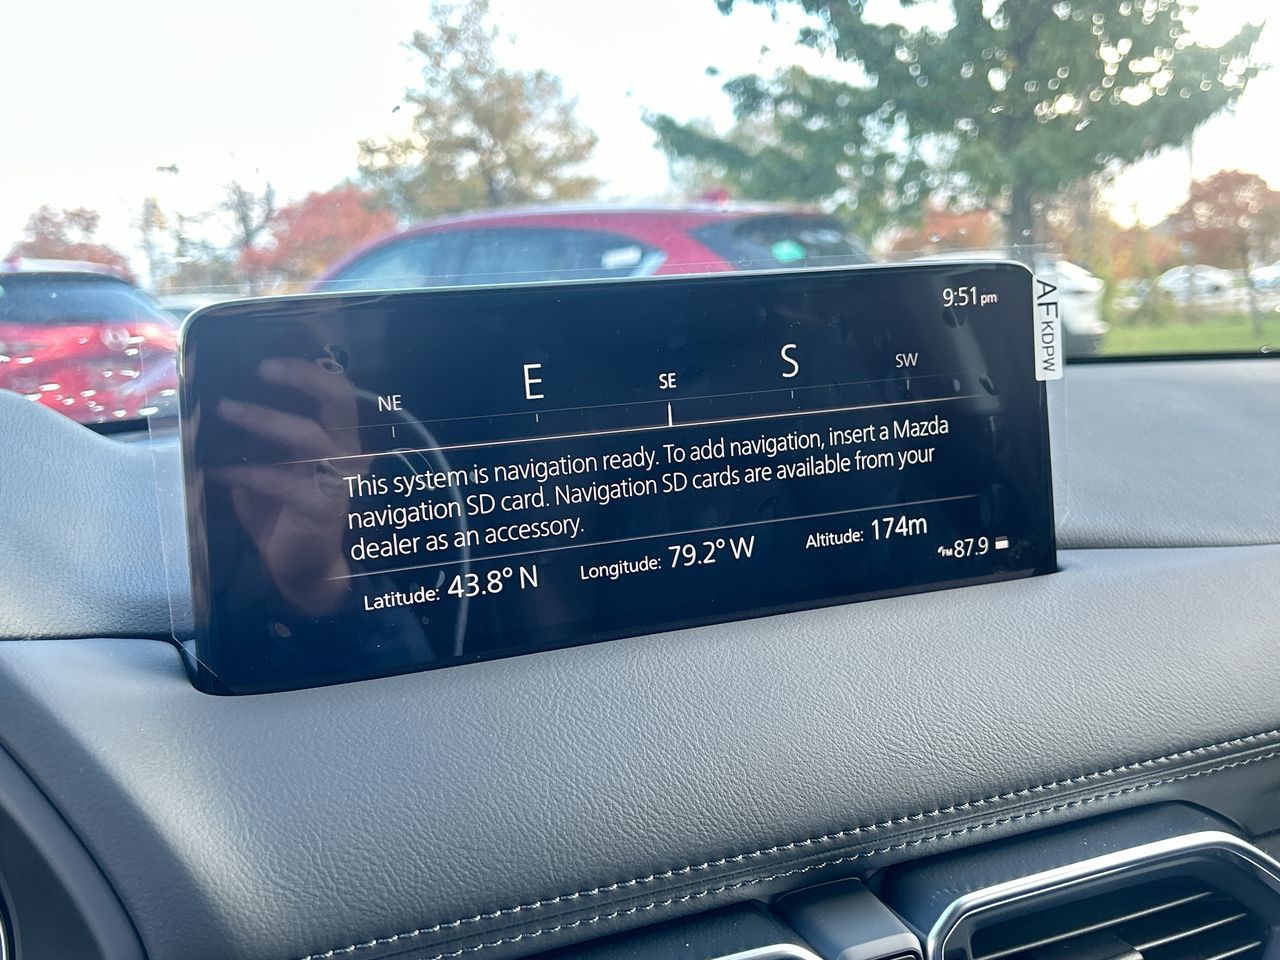 9:51 pm
NE E SE S SW
This system is navigation ready. To add navigation, insert a Mazda
navigation SD card. Navigation SD cards are available from your
dealer as an accessory.
Latitude: 43.8° N Longitude: 79.2° W Altitude: 174m
FM 87.9
AFKDPW